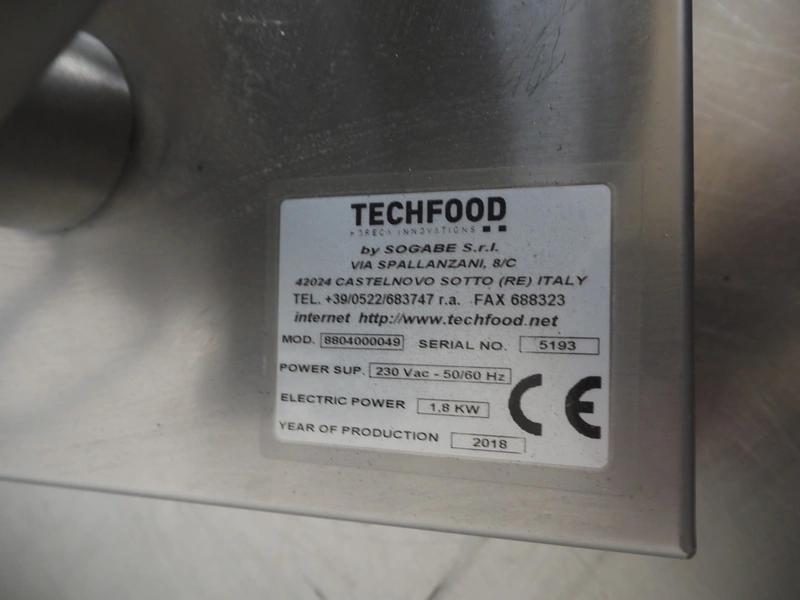 TECHFOOD
HORECA INNOVATIONS
by SOGABE S.r.l.
VIA SPALLANZANI, 8/C
42024 CASTELNOVO SOTTO (RE) ITALY
TEL. +39/0522/683747 r.a. FAX 688323
internet http://www.techfood.net
MOD. 8804000049 SERIAL NO. 5193
POWER SUP. 230 Vac - 50/60 Hz
ELECTRIC POWER 1,8 KW
CE
YEAR OF PRODUCTION 2018